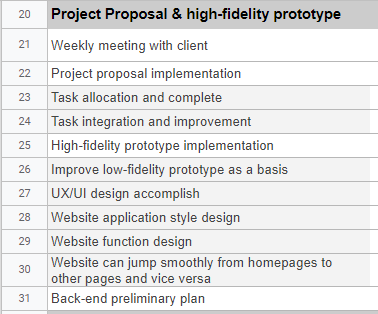 20 Project Proposal & high-fidelity prototype
21 Weekly meeting with client
22 Project proposal implementation
23 Task allocation and complete
24 Task integration and improvement
25 High-fidelity prototype implementation
26 Improve low-fidelity prototype as a basis
27 UX/UI design accomplish
28 Website application style design
29 Website function design
30 Website can jump smoothly from homepages to
other pages and vice versa
31 Back-end preliminary plan